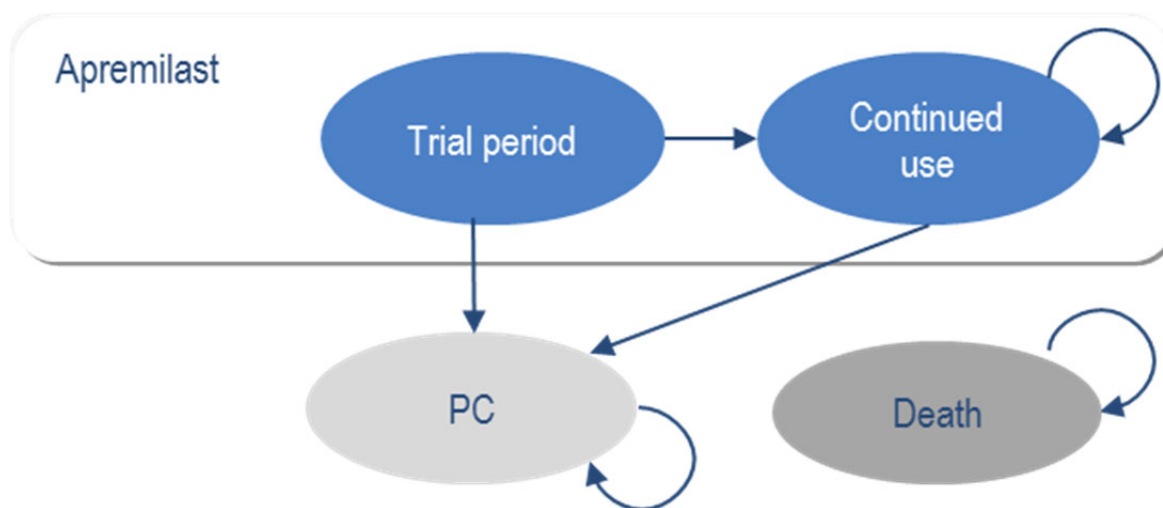 Apremilast
Trial period
Continued
use
PC
Death